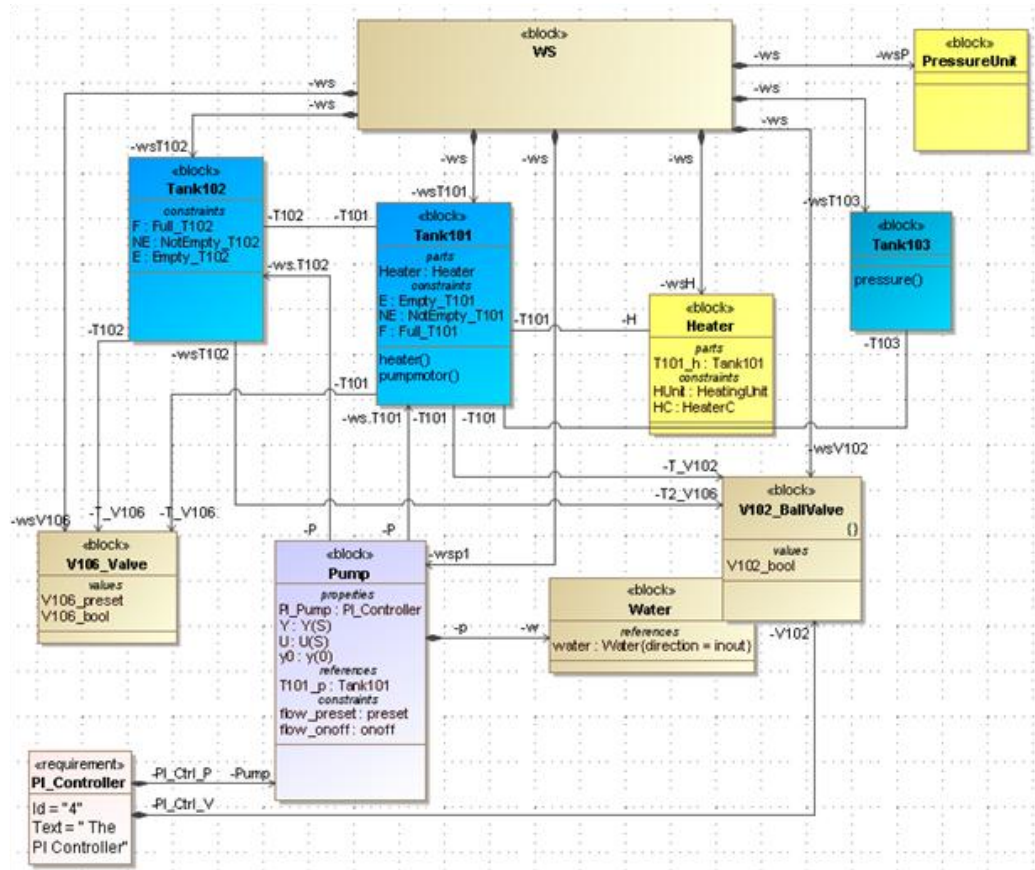 «block»
WS
-ws
-wsP
«block»
PressureUnit
-ws
-ws
-ws
-ws
-ws
-ws
-ws
-wsT102
«block»
Tank102
constraints
F : Full_T102
NE : NotEmpty_T102
E : Empty_T102
-T102
-T101
-wsT101
«block»
Tank101
parts
Heater : Heater
constraints
E : Empty_T101
NE : NotEmpty_T101
F : Full_T101
heater()
pumpmotor()
-wsT103
«block»
Tank103
pressure()
-ws.T102
-wsH
«block»
Heater
parts
T101_h : Tank101
constraints
HUnit : HeatingUnit
HC : HeaterC
-T101
-H
-T102
-wsT102
-T103
-T101
-ws.T101
-T101
-T101
-wsV102
-T_V102
-T2_V106
«block»
V102_BallValve
{}
values
V102_bool
-wsV106
-T_V106
-T_V106
«block»
V106_Valve
values
V106_preset
V106_bool
-P
-P
-wsp1
«block»
Pump
properties
PI_Pump : PI_Controller
Y : Y(S)
U : U(S)
y0 : y(0)
references
T101_p : Tank101
constraints
flow_preset : preset
flow_onoff : onoff
-p
-w
«block»
Water
references
water : Water{direction = inout}
-V102
«requirement»
PI_Controller
Id = "4"
Text = " The
PI Controller"
-PI_Ctrl_P
-Pump
-PI_Ctrl_V